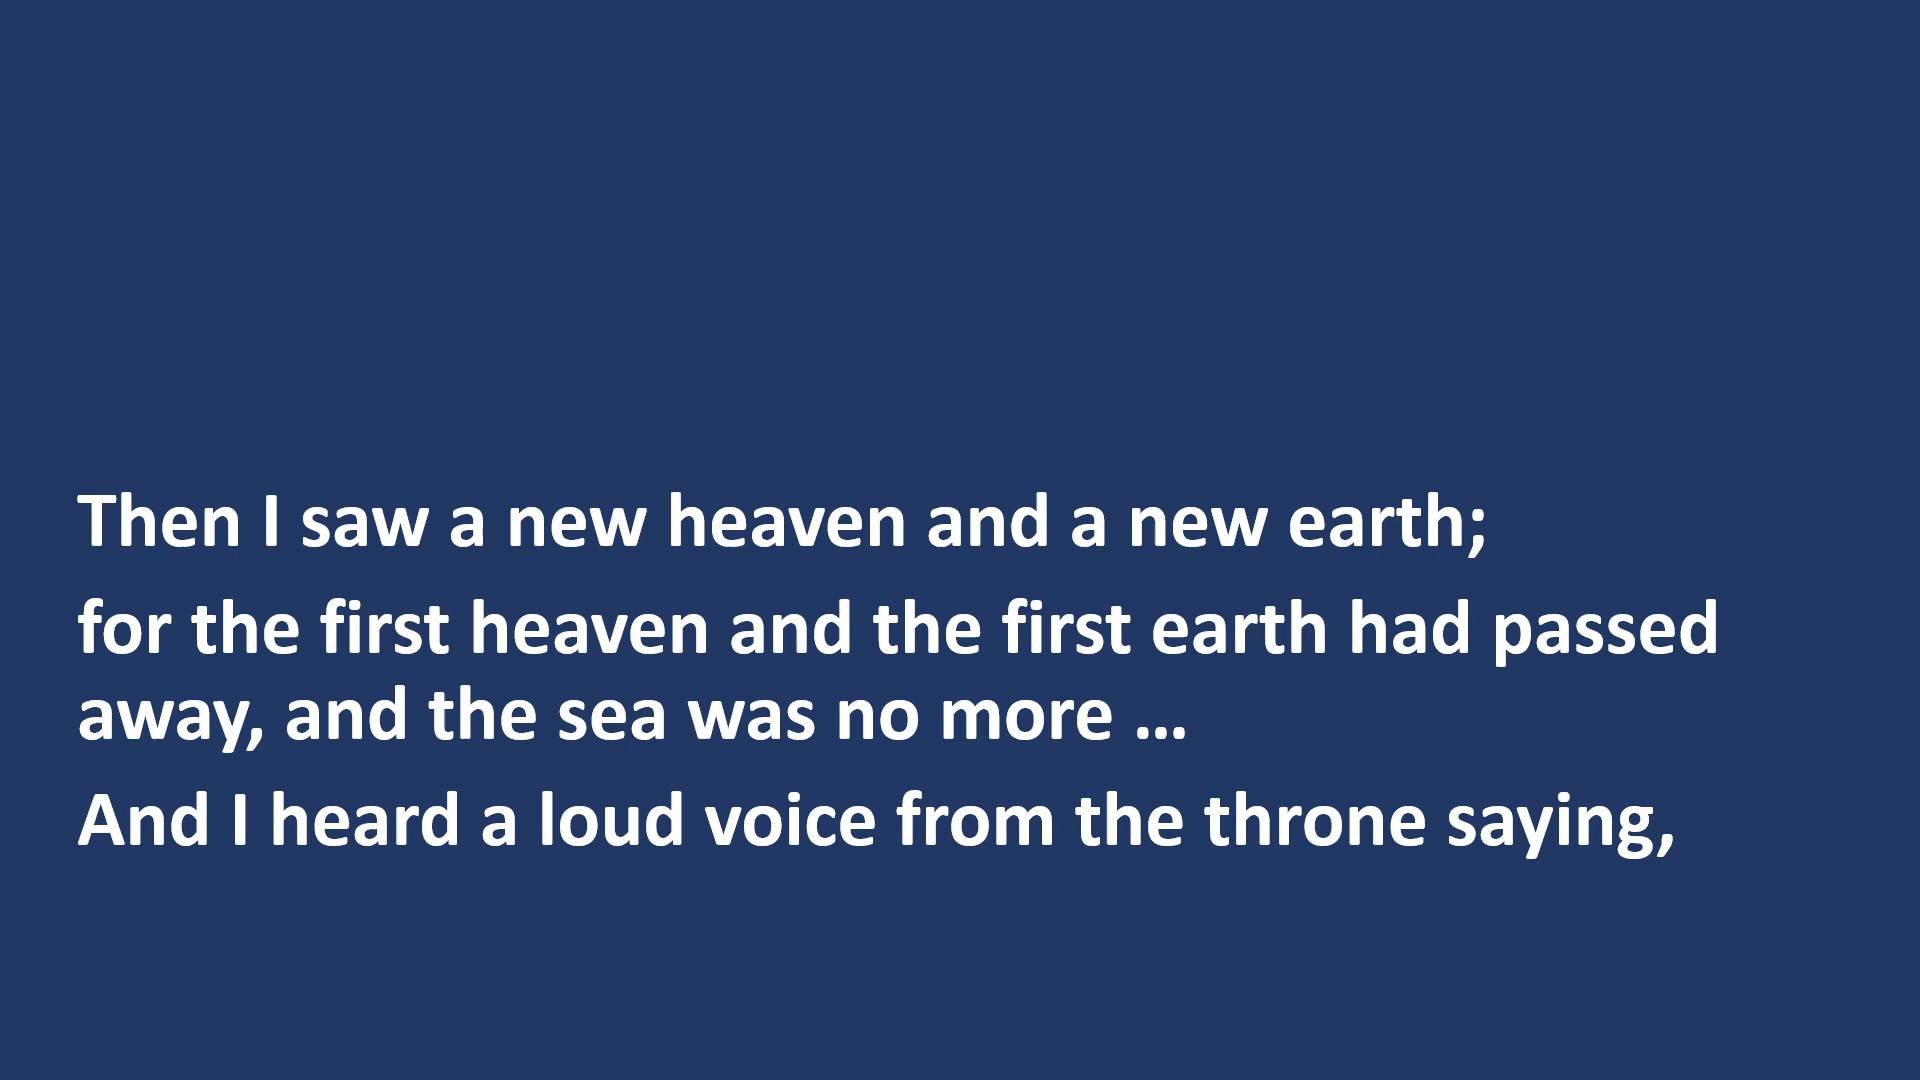 Then I saw a new heaven and a new earth;
for the first heaven and the first earth had passed
away, and the sea was no more ...
And I heard a loud voice from the throne saying,